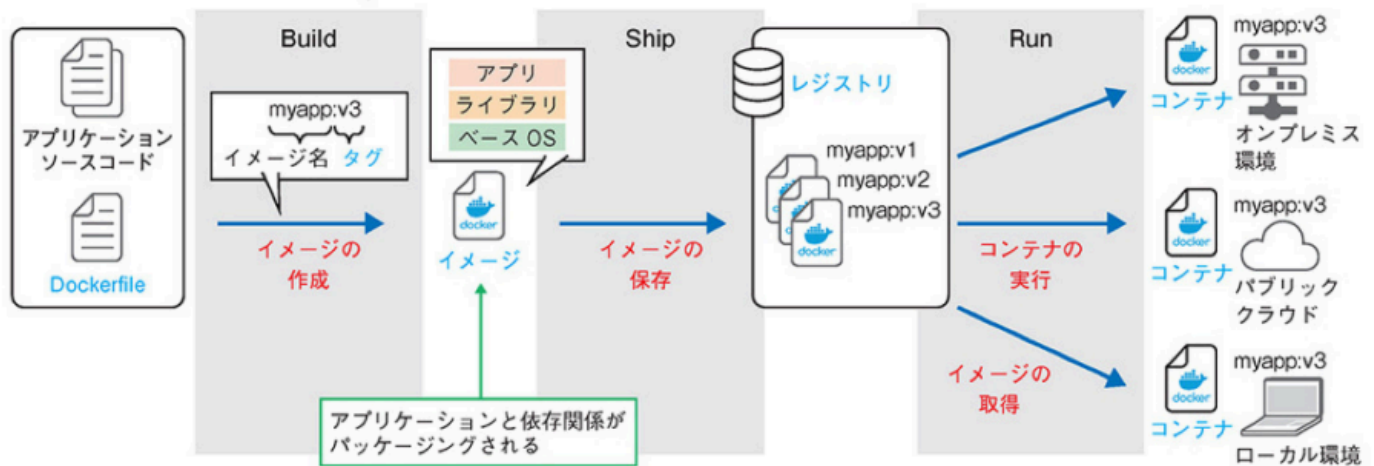 Build
Ship
Run
アプリケーション
ソースコード
Dockerfile
myapp:v3
イメージ名 タグ
イメージの
作成
アプリ
ライブラリ
ベース OS
docker
イメージ
アプリケーションと依存関係が
パッケージングされる
イメージの
保存
レジストリ
myapp:v1
myapp:v2
myapp:v3
docker
コンテナの
実行
イメージの
取得
myapp:v3
docker
コンテナ
オンプレミス
環境
myapp:v3
docker
コンテナ
パブリック
クラウド
myapp:v3
docker
コンテナ
ローカル環境